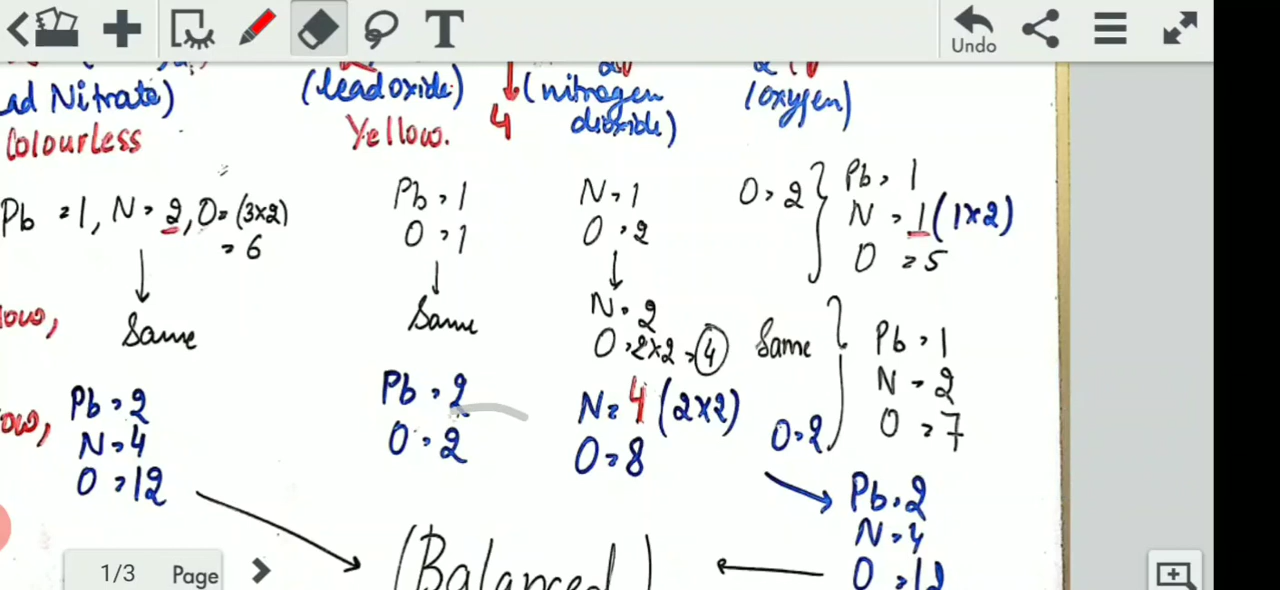 Undo
ad Nitrate) (lead oxide) (nitrogen dioxide) (oxygen)
Colourless Yellow. 4
Pb = 1, N = 2, O = (3x2) = 6
Pb = 1
O = 1
N = 1
O = 2
O = 2 } Pb = 1
N = 1 (1x2)
O = 5
Same
Same
N = 2
O = 2x2 = 4
Same } Pb = 1
N = 2
O = 7
Pb = 2
N = 4
O = 12
Pb = 2
O = 2
N = 4 (2x2)
O = 8
O = 2
Pb = 2
N = 4
O = 12
(Balanced)
1/3 Page